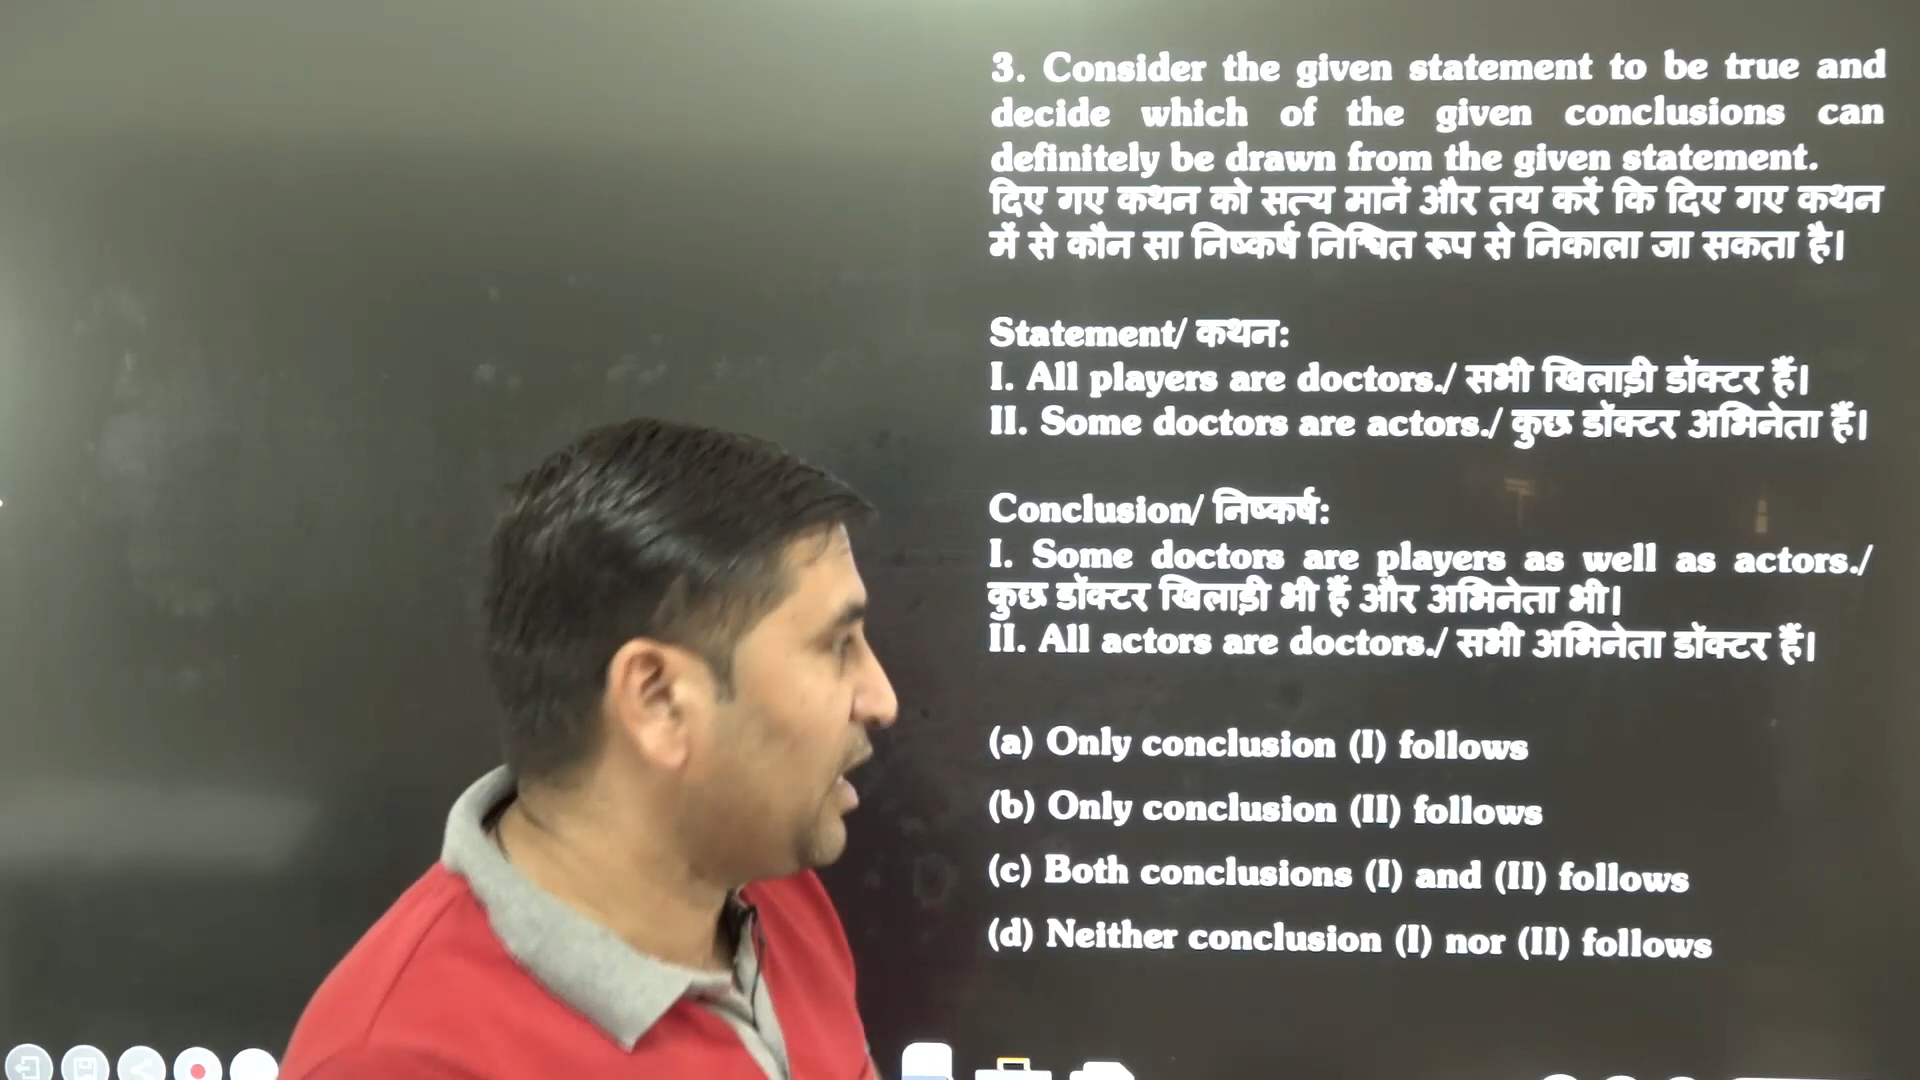 3. Consider the given statement to be true and
decide which of the given conclusions can
definitely be drawn from the given statement.
दिए गए कथन को सत्य मानें और तय करें कि दिए गए कथन
में से कौन सा निष्कर्ष निश्चित रूप से निकाला जा सकता है।
Statement/ कथन:
I. All players are doctors./ सभी खिलाड़ी डॉक्टर हैं।
II. Some doctors are actors./ कुछ डॉक्टर अभिनेता हैं।
Conclusion/ निष्कर्ष:
I. Some doctors are players as well as actors./
कुछ डॉक्टर खिलाड़ी भी हैं और अभिनेता भी।
II. All actors are doctors./ सभी अभिनेता डॉक्टर हैं।
(a) Only conclusion (I) follows
(b) Only conclusion (II) follows
(c) Both conclusions (I) and (II) follows
(d) Neither conclusion (I) nor (II) follows